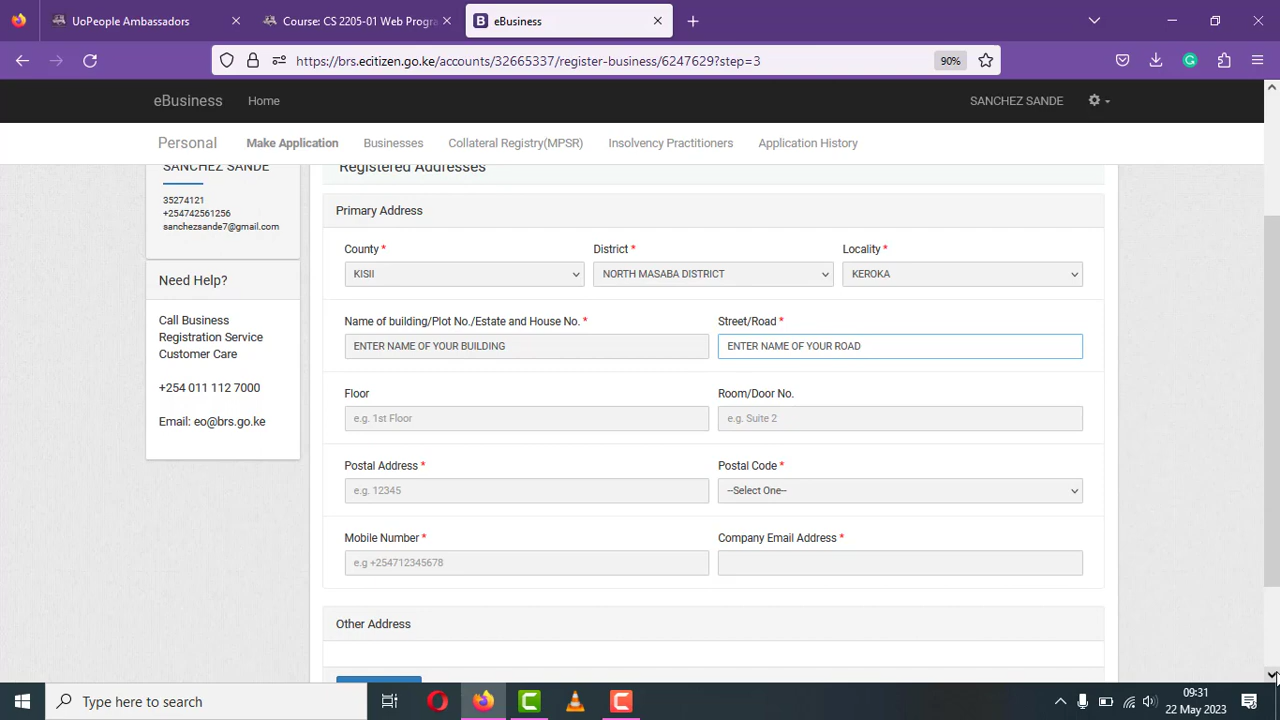 UoPeople Ambassadors
Course: CS 2205-01 Web Progra
eBusiness
https://brs.ecitizen.go.ke/accounts/32665337/register-business/6247629?step=3
90%
eBusiness
Home
SANCHEZ SANDE
Personal
Make Application
Businesses
Collateral Registry(MPSR)
Insolvency Practitioners
Application History
SANCHEZ SANDE
35274121
+254742561256
sanchezsande7@gmail.com
Need Help?
Call Business
Registration Service
Customer Care
+254 011 112 7000
Email: eo@brs.go.ke
Registered Addresses
Primary Address
County *
District *
Locality *
KISII
NORTH MASABA DISTRICT
KEROKA
Name of building/Plot No./Estate and House No. *
Street/Road *
ENTER NAME OF YOUR BUILDING
ENTER NAME OF YOUR ROAD
Floor
Room/Door No.
e.g. 1st Floor
e.g. Suite 2
Postal Address *
Postal Code *
e.g. 12345
--Select One--
Mobile Number *
Company Email Address *
e.g +254712345678
Other Address
Type here to search
09:31
22 May 2023